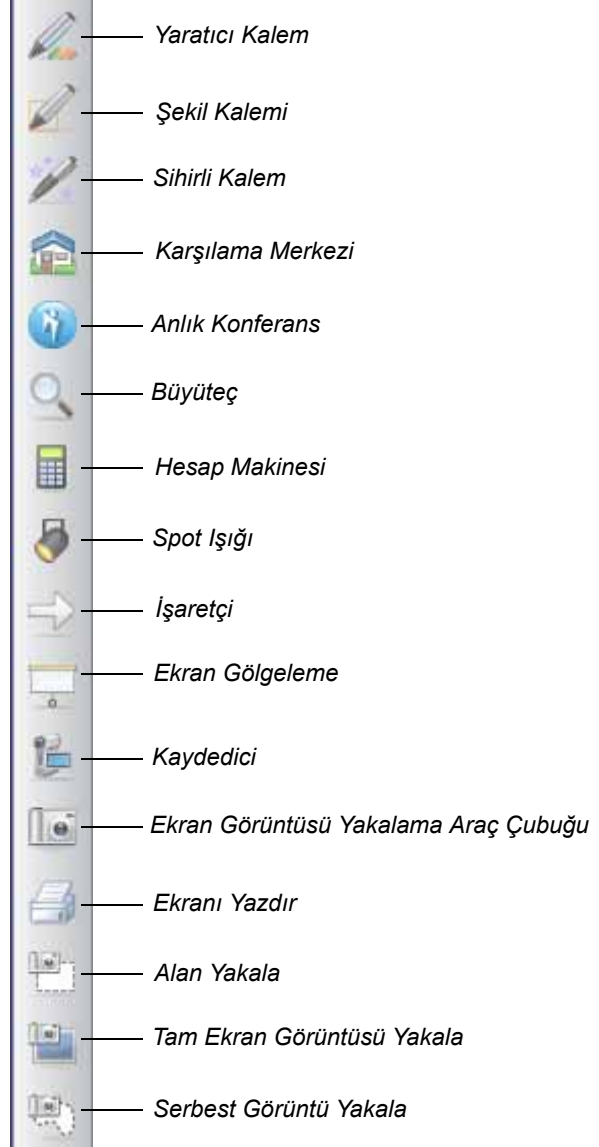 Yaratıcı Kalem
Şekil Kalemi
Sihirli Kalem
Karşılama Merkezi
Anlık Konferans
Büyüteç
Hesap Makinesi
Spot Işığı
İşaretçi
Ekran Gölgeleme
Kaydedici
Ekran Görüntüsü Yakalama Araç Çubuğu
Ekranı Yazdır
Alan Yakala
Tam Ekran Görüntüsü Yakala
Serbest Görüntü Yakala